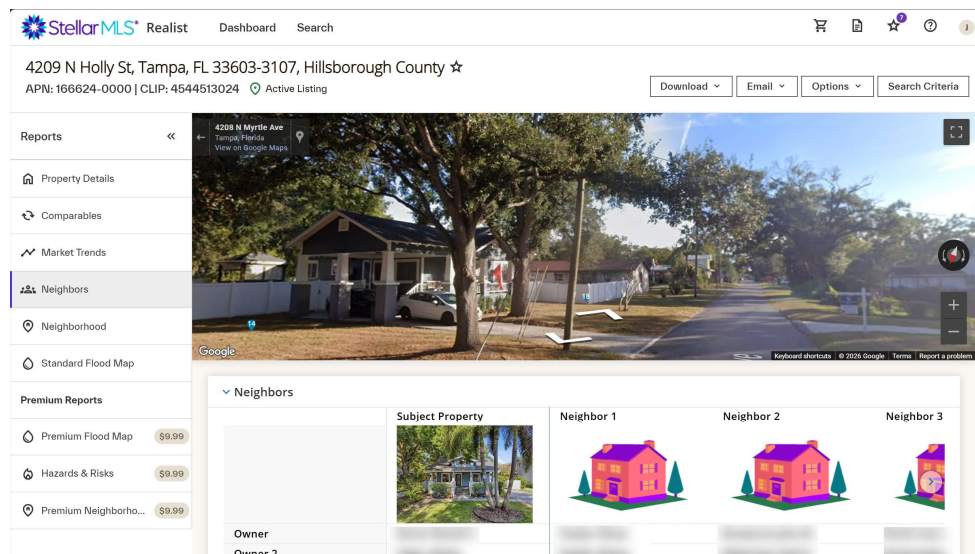 StellarMLS® Realist Dashboard Search 7 J
4209 N Holly St, Tampa, FL 33603-3107, Hillsborough County
APN: 166624-0000 | CLIP: 4544513024 Active Listing
Download Email Options Search Criteria
Reports
Property Details
Comparables
Market Trends
Neighbors
Neighborhood
Standard Flood Map
Premium Reports
Premium Flood Map $9.99
Hazards & Risks $9.99
Premium Neighborho... $9.99
4208 N Myrtle Ave
Tampa, Florida
View on Google Maps
18
14
Google
Keyboard shortcuts © 2026 Google Terms Report a problem
Neighbors
Subject Property Neighbor 1 Neighbor 2 Neighbor 3
Owner
Owner 2